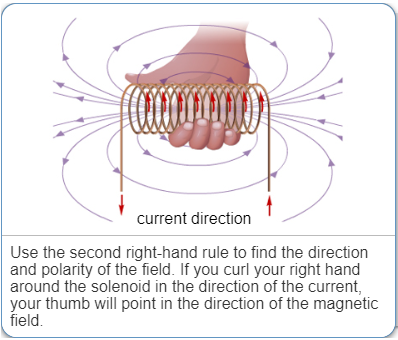 current direction
Use the second right-hand rule to find the direction
and polarity of the field. If you curl your right hand
around the solenoid in the direction of the current,
your thumb will point in the direction of the magnetic
field.